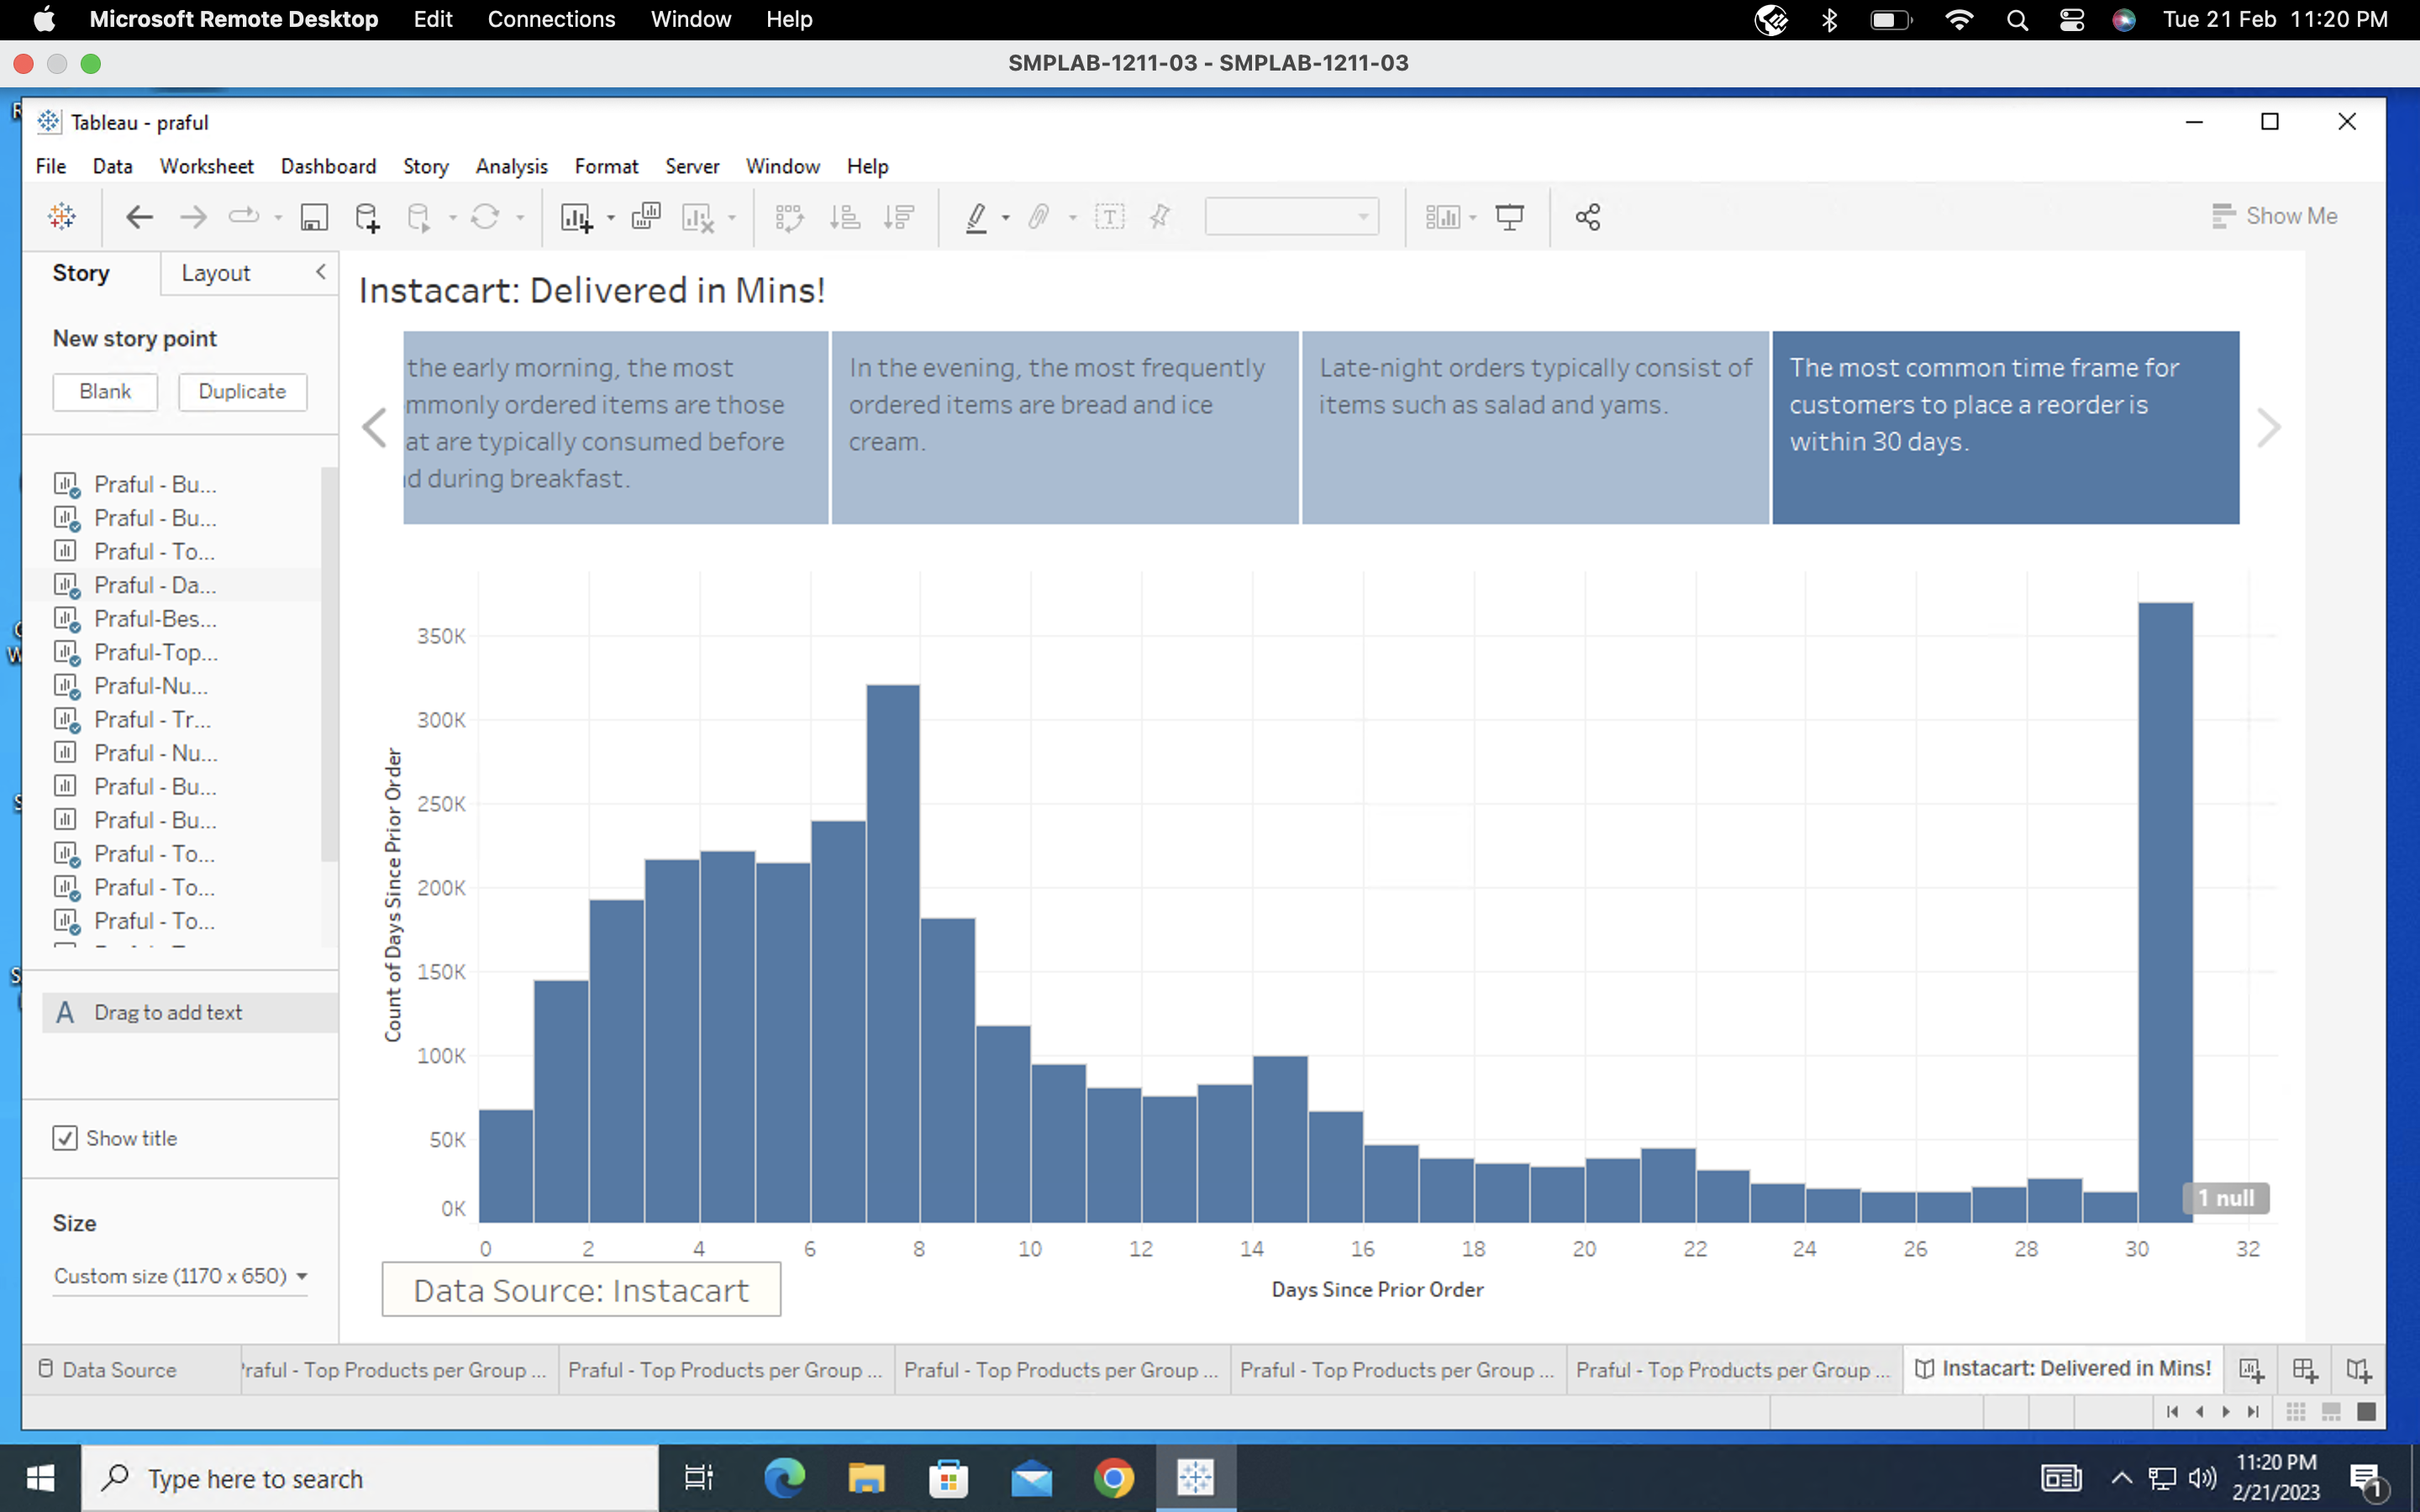 Microsoft Remote Desktop Edit Connections Window Help Tue 21 Feb 11:20 PM
SMPLAB-1211-03 - SMPLAB-1211-03
Tableau - praful
File Data Worksheet Dashboard Story Analysis Format Server Window Help
Show Me
Story Layout
New story point
Blank Duplicate
Praful - Bu...
Praful - Bu...
Praful - To...
Praful - Da...
Praful-Bes...
Praful-Top...
Praful-Nu...
Praful - Tr...
Praful - Nu...
Praful - Bu...
Praful - Bu...
Praful - To...
Praful - To...
Praful - To...
A Drag to add text
Show title
Size
Custom size (1170 x 650)
Instacart: Delivered in Mins!
the early morning, the most
mmonly ordered items are those
at are typically consumed before
d during breakfast.
In the evening, the most frequently
ordered items are bread and ice
cream.
Late-night orders typically consist of
items such as salad and yams.
The most common time frame for
customers to place a reorder is
within 30 days.
Count of Days Since Prior Order
350K
300K
250K
200K
150K
100K
50K
0K
1 null
0 2 4 6 8 10 12 14 16 18 20 22 24 26 28 30 32
Days Since Prior Order
Data Source: Instacart
Data Source raful - Top Products per Group ... Praful - Top Products per Group ... Praful - Top Products per Group ... Praful - Top Products per Group ... Praful - Top Products per Group ... Instacart: Delivered in Mins!
Type here to search
11:20 PM
2/21/2023
1